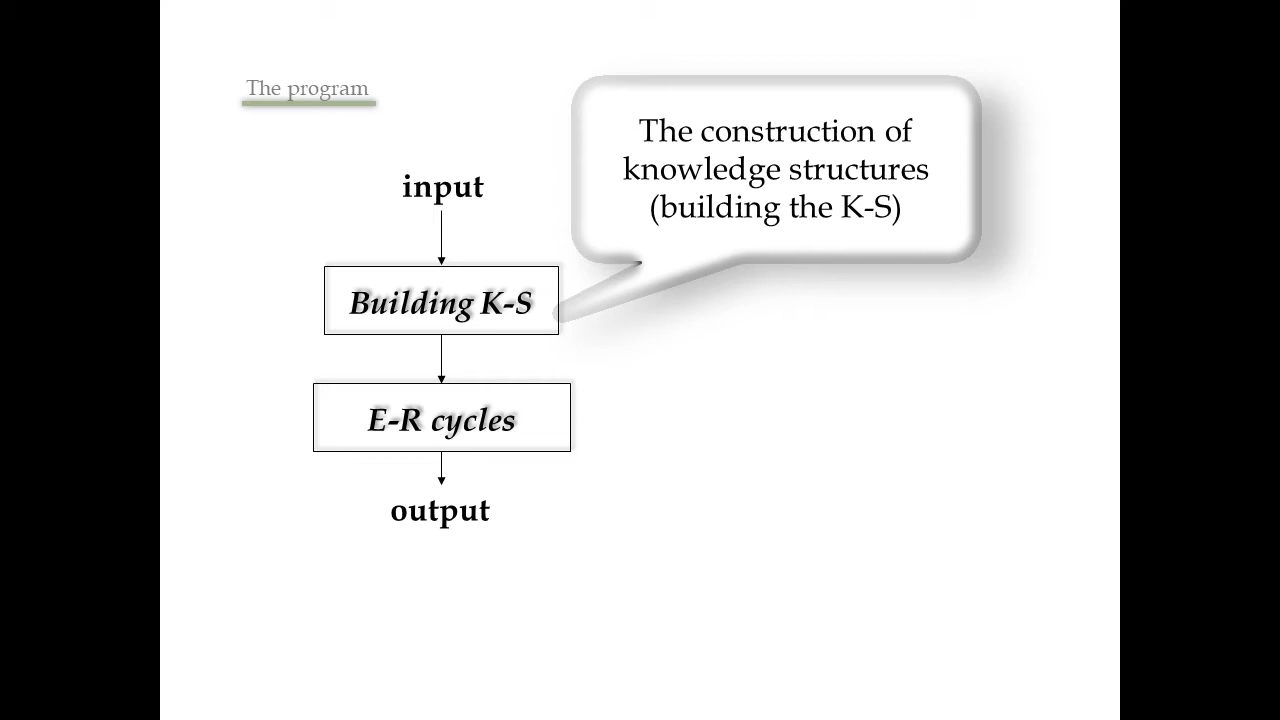 The program
The construction of
knowledge structures
(building the K-S)
input
Building K-S
E-R cycles
output